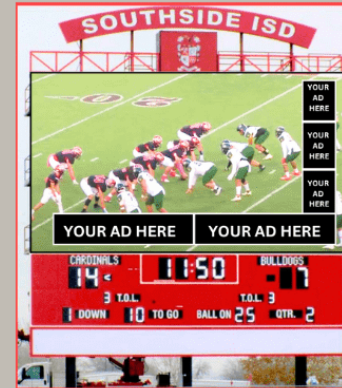 SOUTHSIDE ISD
YOUR
AD
HERE
YOUR
AD
HERE
YOUR
AD
HERE
YOUR AD HERE YOUR AD HERE
CARDINALS 11:50 BULLDOGS
14 < 7
3 T.O.L. T.O.L. 3
1 DOWN 10 TO GO BALL ON 25 QTR. 2